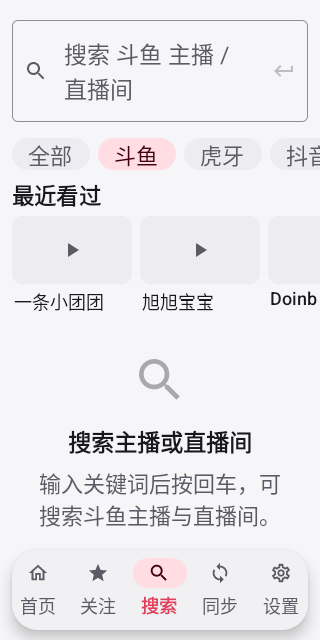 搜索 斗鱼 主播 /
直播间
全部 斗鱼 虎牙 抖音
最近看过
一条小团团 旭旭宝宝 Doinb
搜索主播或直播间
输入关键词后按回车，可
搜索斗鱼主播与直播间。
首页 关注 搜索 同步 设置